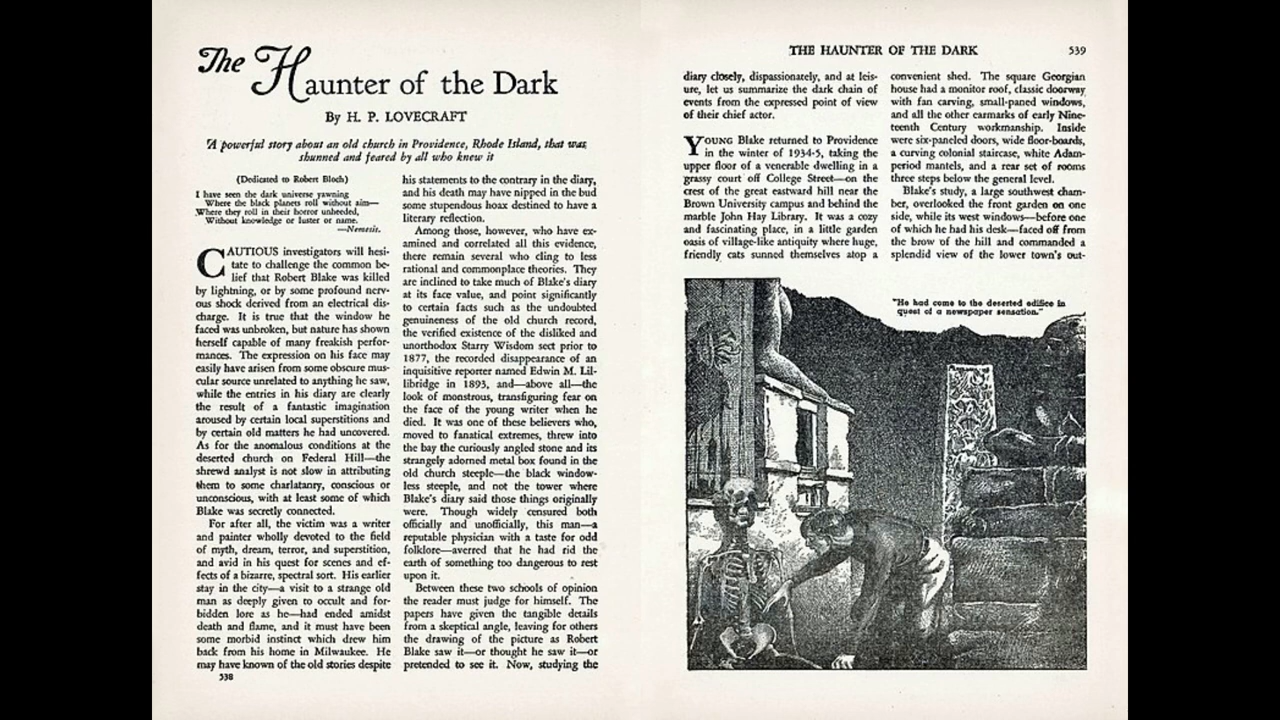 The Haunter of the Dark
By H. P. LOVECRAFT
"A powerful story about an old church in Providence, Rhode Island, that was
shunned and feared by all who knew it
(Dedicated to Robert Bloch)
I have seen the dark universe yawning
Where the black planets roll without aim—
Where they roll in their horror unheeded,
Without knowledge or luster or name.
—Nemesis.
CAUTIOUS investigators will hesi-
tate to challenge the common be-
lief that Robert Blake was killed
by lightning, or by some profound nerv-
ous shock derived from an electrical dis-
charge. It is true that the window he
faced was unbroken, but nature has shown
herself capable of many freakish perfor-
mances. The expression on his face may
easily have arisen from some obscure mus-
cular source unrelated to anything he saw,
while the entries in his diary are clearly
the result of a fantastic imagination
aroused by certain local superstitions and
by certain old matters he had uncovered.
As for the anomalous conditions at the
deserted church on Federal Hill—the
shrewd analyst is not slow in attributing
them to some charlatanry, conscious or
unconscious, with at least some of which
Blake was secretly connected.
For after all, the victim was a writer
and painter wholly devoted to the field
of myth, dream, terror, and superstition,
and avid in his quest for scenes and ef-
fects of a bizarre, spectral sort. His earlier
stay in the city—a visit to a strange old
man as deeply given to occult and for-
bidden lore as he—had ended amidst
death and flame, and it must have been
some morbid instinct which drew him
back from his home in Milwaukee. He
may have known of the old stories despite
538
his statements to the contrary in the diary,
and his death may have nipped in the bud
some stupendous hoax destined to have a
literary reflection.
Among those, however, who have ex-
amined and correlated all this evidence,
there remain several who cling to less
rational and commonplace theories. They
are inclined to take much of Blake's diary
at its face value, and point significantly
to certain facts such as the undoubted
genuineness of the old church record,
the verified existence of the disliked and
unorthodox Starry Wisdom sect prior to
1877, the recorded disappearance of an
inquisitive reporter named Edwin M. Lil-
libridge in 1893, and—above all—the
look of monstrous, transfiguring fear on
the face of the young writer when he
died. It was one of these believers who,
moved to fanatical extremes, threw into
the bay the curiously angled stone and its
strangely adorned metal box found in the
old church steeple—the black window-
less steeple, and not the tower where
Blake's diary said those things originally
were. Though widely censured both
officially and unofficially, this man—a
reputable physician with a taste for odd
folklore—averred that he had rid the
earth of something too dangerous to rest
upon it.
Between these two schools of opinion
the reader must judge for himself. The
papers have given the tangible details
from a skeptical angle, leaving for others
the drawing of the picture as Robert
Blake saw it—or thought he saw it—or
pretended to see it. Now, studying the
THE HAUNTER OF THE DARK
539
diary closely, dispassionately, and at leis-
ure, let us summarize the dark chain of
events from the expressed point of view
of their chief actor.
YOUNG Blake returned to Providence
in the winter of 1934-5, taking the
upper floor of a venerable dwelling in a
grassy court off College Street—on the
crest of the great eastward hill near the
Brown University campus and behind the
marble John Hay Library. It was a cozy
and fascinating place, in a little garden
oasis of village-like antiquity where huge,
friendly cats sunned themselves atop a
convenient shed. The square Georgian
house had a monitor roof, classic doorway
with fan carving, small-paned windows,
and all the other earmarks of early Nine-
teenth Century workmanship. Inside
were six-paneled doors, wide floor-boards,
a curving colonial staircase, white Adam-
period mantels, and a rear set of rooms
three steps below the general level.
Blake's study, a large southwest cham-
ber, overlooked the front garden on one
side, while its west windows—before one
of which he had his desk—faced off from
the brow of the hill and commanded a
splendid view of the lower town's out-
"He had come to the deserted edifice in
quest of a newspaper sensation."